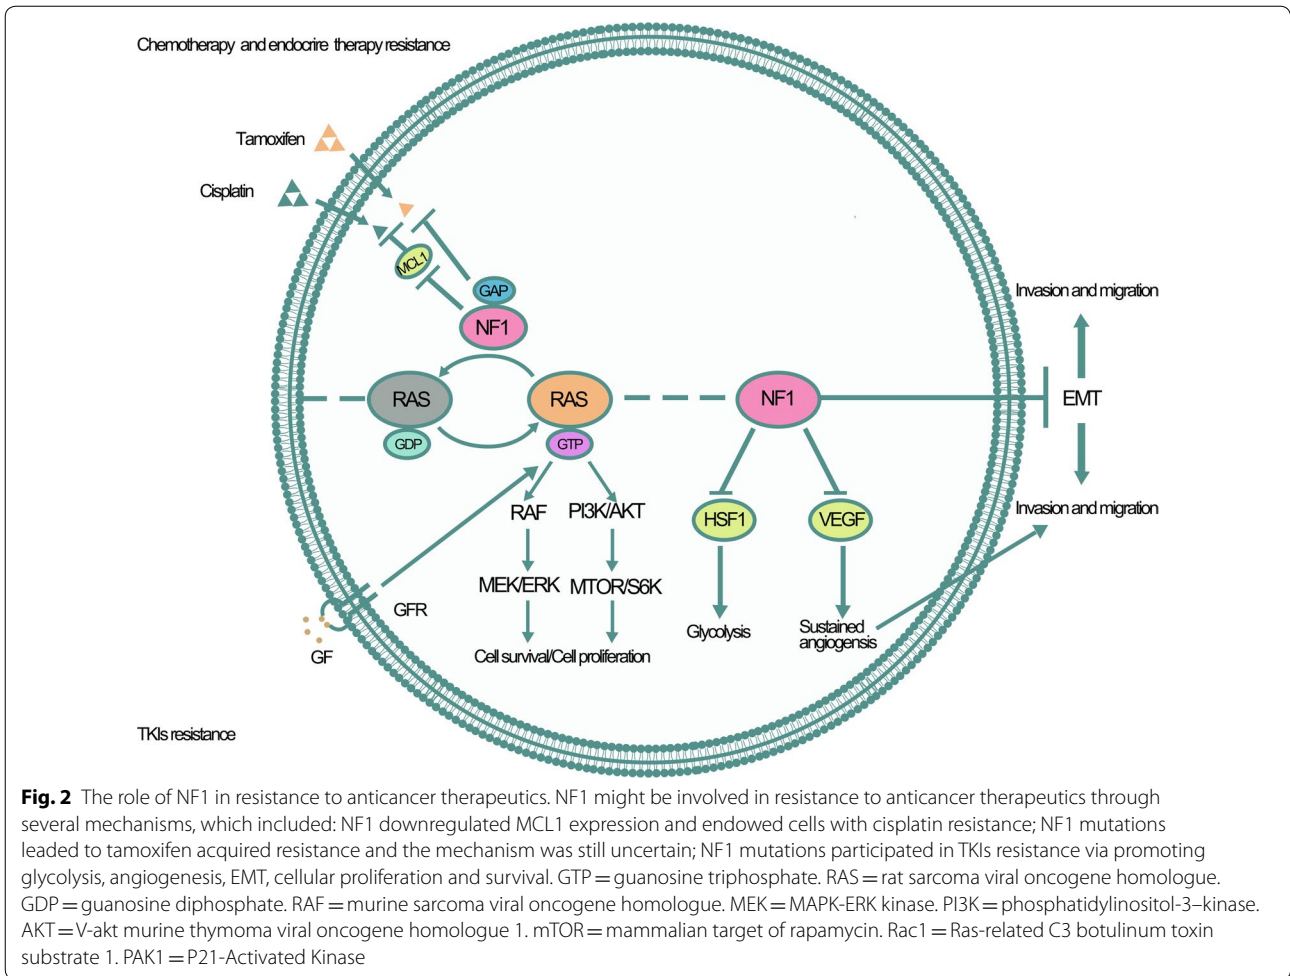 Chemotherapy and endocrire therapy resistance
Tamoxifen
Cisplatin
MCL1
GAP
NF1
Invasion and migration
RAS
RAS
NF1
EMT
GDP
GTP
RAF
PI3K/AKT
HSF1
VEGF
Invasion and migration
MEK/ERK
MTOR/S6K
GFR
GF
Glycolysis
Sustained
angiogensis
Cell survival/Cell proliferation
TKIs resistance
Fig. 2 The role of NF1 in resistance to anticancer therapeutics. NF1 might be involved in resistance to anticancer therapeutics through
several mechanisms, which included: NF1 downregulated MCL1 expression and endowed cells with cisplatin resistance; NF1 mutations
leaded to tamoxifen acquired resistance and the mechanism was still uncertain; NF1 mutations participated in TKIs resistance via promoting
glycolysis, angiogenesis, EMT, cellular proliferation and survival. GTP = guanosine triphosphate. RAS = rat sarcoma viral oncogene homologue.
GDP = guanosine diphosphate. RAF = murine sarcoma viral oncogene homologue. MEK = MAPK-ERK kinase. PI3K = phosphatidylinositol-3–kinase.
AKT = V-akt murine thymoma viral oncogene homologue 1. mTOR = mammalian target of rapamycin. Rac1 = Ras-related C3 botulinum toxin
substrate 1. PAK1 = P21-Activated Kinase